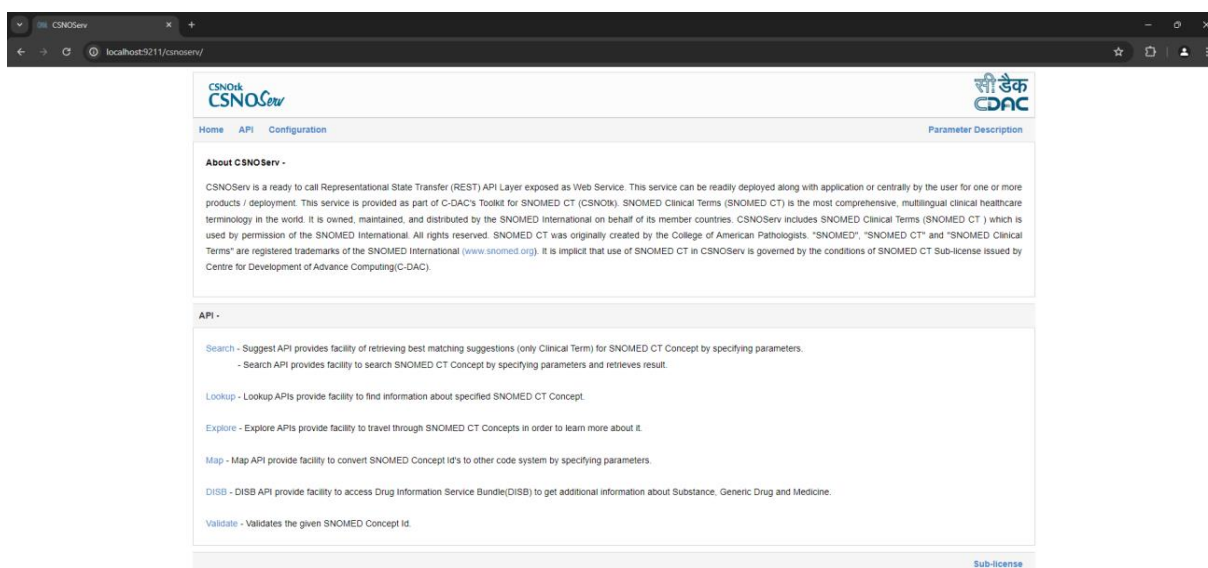 CSNOServ
localhost:9211/csnoserv/
CSNOtk
CSNOServ
सी डैक
CDAC
Home API Configuration Parameter Description
About CSNOServ -
CSNOServ is a ready to call Representational State Transfer (REST) API Layer exposed as Web Service. This service can be readily deployed along with application or centrally by the user for one or more
products / deployment. This service is provided as part of C-DAC's Toolkit for SNOMED CT (CSNOtk). SNOMED Clinical Terms (SNOMED CT) is the most comprehensive, multilingual clinical healthcare
terminology in the world. It is owned, maintained, and distributed by the SNOMED International on behalf of its member countries. CSNOServ includes SNOMED Clinical Terms (SNOMED CT ) which is
used by permission of the SNOMED International. All rights reserved. SNOMED CT was originally created by the College of American Pathologists. "SNOMED", "SNOMED CT" and "SNOMED Clinical
Terms" are registered trademarks of the SNOMED International (www.snomed.org). It is implicit that use of SNOMED CT in CSNOServ is governed by the conditions of SNOMED CT Sub-license issued by
Centre for Development of Advance Computing(C-DAC).
API -
Search - Suggest API provides facility of retrieving best matching suggestions (only Clinical Term) for SNOMED CT Concept by specifying parameters.
- Search API provides facility to search SNOMED CT Concept by specifying parameters and retrieves result.
Lookup - Lookup APIs provide facility to find information about specified SNOMED CT Concept.
Explore - Explore APIs provide facility to travel through SNOMED CT Concepts in order to learn more about it.
Map - Map API provide facility to convert SNOMED Concept Id's to other code system by specifying parameters.
DISB - DISB API provide facility to access Drug Information Service Bundle(DISB) to get additional information about Substance, Generic Drug and Medicine.
Validate - Validates the given SNOMED Concept Id.
Sub-license